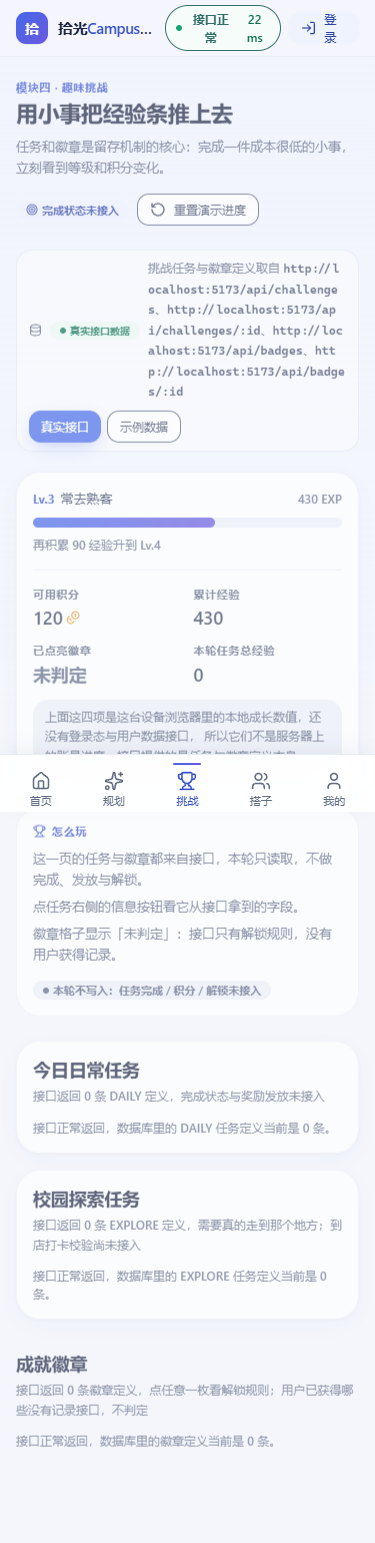 拾
拾光Campus...
接口正常
22 ms
登录
模块四 · 趣味挑战
用小事把经验条推上去
任务和徽章是留存机制的核心：完成一件成本很低的小事，
立刻看到等级和积分变化。
完成状态未接入
重置演示进度
真实接口数据
挑战任务与徽章定义取自 http://l
ocalhost:5173/api/challenge
s、http://localhost:5173/ap
i/challenges/:id、http://loc
alhost:5173/api/badges、htt
p://localhost:5173/api/badge
s/:id
真实接口
示例数据
Lv.3 常去熟客
430 EXP
再积累 90 经验升到 Lv.4
可用积分
累计经验
120
430
已点亮徽章
本轮任务总经验
未判定
0
上面这四项是这台设备浏览器里的本地成长数值，还
没有登录态与用户数据接口，所以它们不是服务器上
首页
规划
挑战
搭子
我的
怎么玩
这一页的任务与徽章都来自接口，本轮只读取，不做
完成、发放与解锁。
点任务右侧的信息按钮看它从接口拿到的字段。
徽章格子显示「未判定」：接口只有解锁规则，没有
用户获得记录。
本轮不写入：任务完成 / 积分 / 解锁未接入
今日日常任务
接口返回 0 条 DAILY 定义，完成状态与奖励发放未接入
接口正常返回，数据库里的 DAILY 任务定义当前是 0 条。
校园探索任务
接口返回 0 条 EXPLORE 定义，需要真的走到那个地方；到
店打卡校验尚未接入
接口正常返回，数据库里的 EXPLORE 任务定义当前是 0
条。
成就徽章
接口返回 0 条徽章定义，点任意一枚看解锁规则；用户已获得哪
些没有记录接口，不判定
接口正常返回，数据库里的徽章定义当前是 0 条。